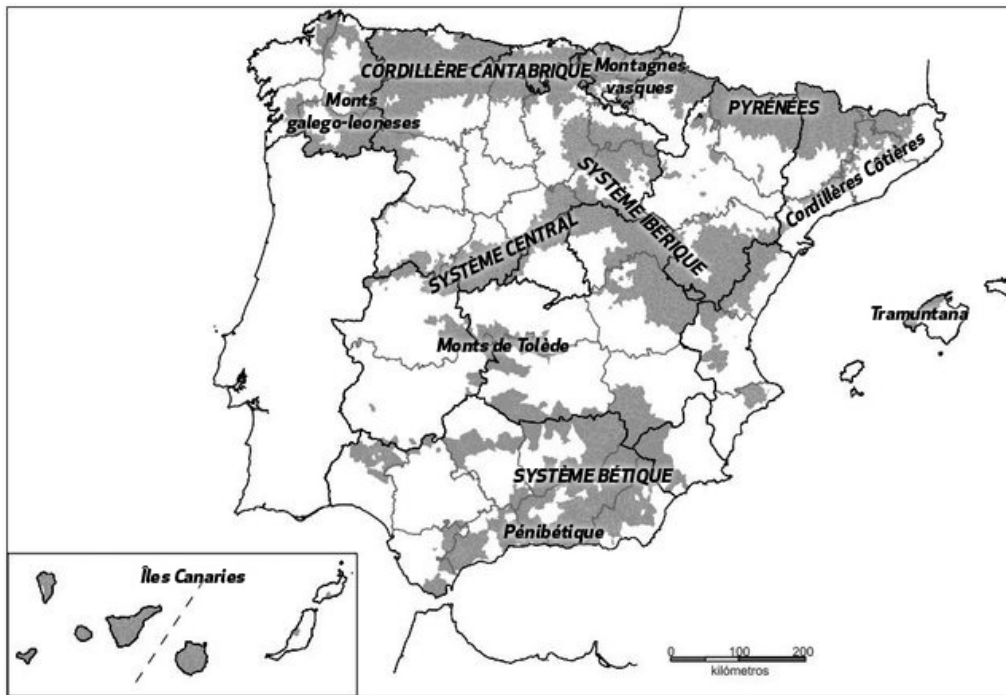 CORDILLÈRE CANTABRIQUE
Montagnes
vasques
Monts
galego-leoneses
PYRÉNÉES
Cordillères Côtières
SYSTÈME IBÉRIQUE
SYSTÈME CENTRAL
Tramuntana
Monts de Tolède
SYSTÈME BÉTIQUE
Pénibétique
Îles Canaries
0 100 200
kilómetros